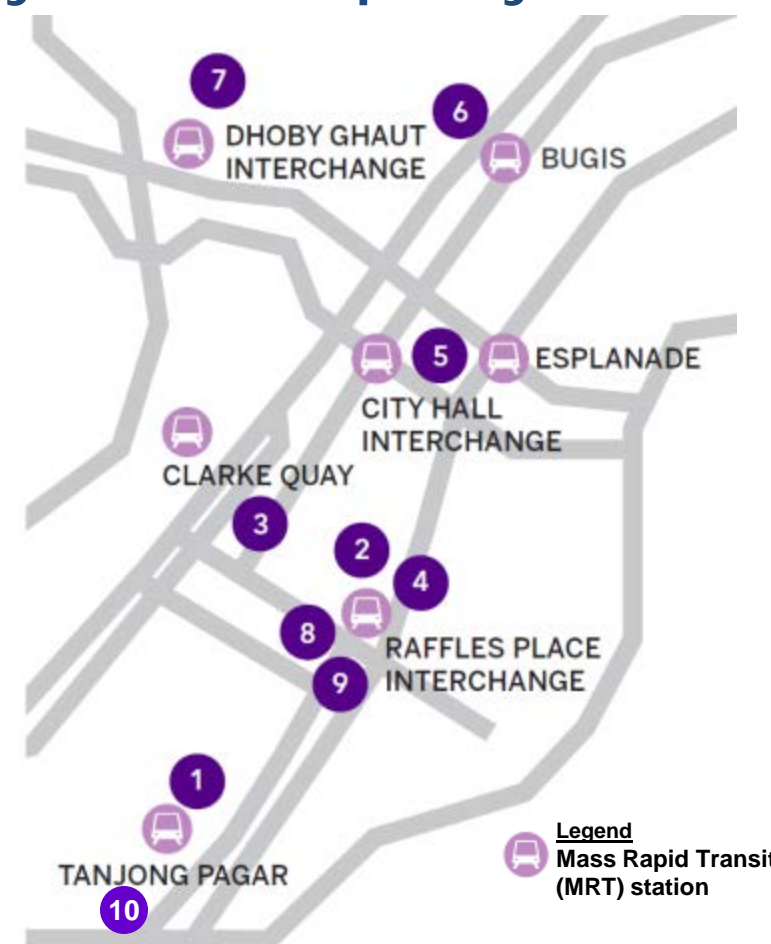 7
6
DHOBY GHAUT
INTERCHANGE
BUGIS
5
ESPLANADE
CITY HALL
INTERCHANGE
CLARKE QUAY
3
2
4
8
RAFFLES PLACE
INTERCHANGE
9
1
TANJONG PAGAR
10
Legend
Mass Rapid Transit
(MRT) station